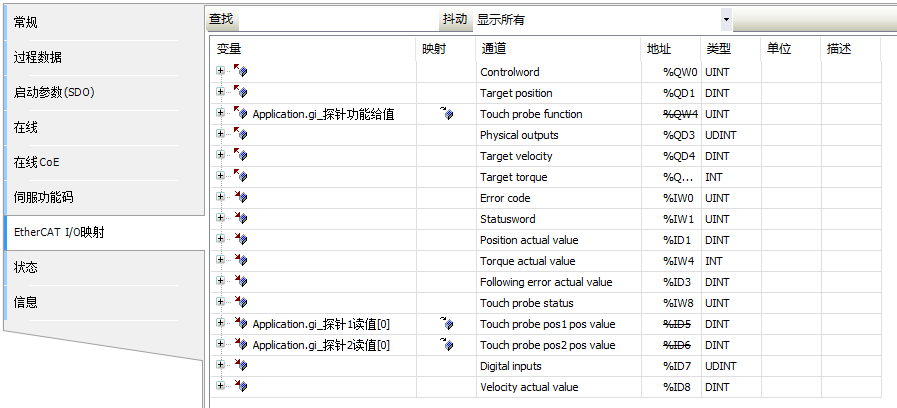 常规
过程数据
启动参数(SDO)
在线
在线CoE
伺服功能码
EtherCAT I/O映射
状态
信息
查找 抖动 显示所有
变量 映射 通道 地址 类型 单位 描述
Controlword %QW0 UINT
Target position %QD1 DINT
Application.gi_探针功能给值 Touch probe function %QW4 UINT
Physical outputs %QD3 UDINT
Target velocity %QD4 DINT
Target torque %Q... INT
Error code %IW0 UINT
Statusword %IW1 UINT
Position actual value %ID1 DINT
Torque actual value %IW4 INT
Following error actual value %ID3 DINT
Touch probe status %IW8 UINT
Application.gi_探针1读值[0] Touch probe pos1 pos value %ID5 DINT
Application.gi_探针2读值[0] Touch probe pos2 pos value %ID6 DINT
Digital inputs %ID7 UDINT
Velocity actual value %ID8 DINT